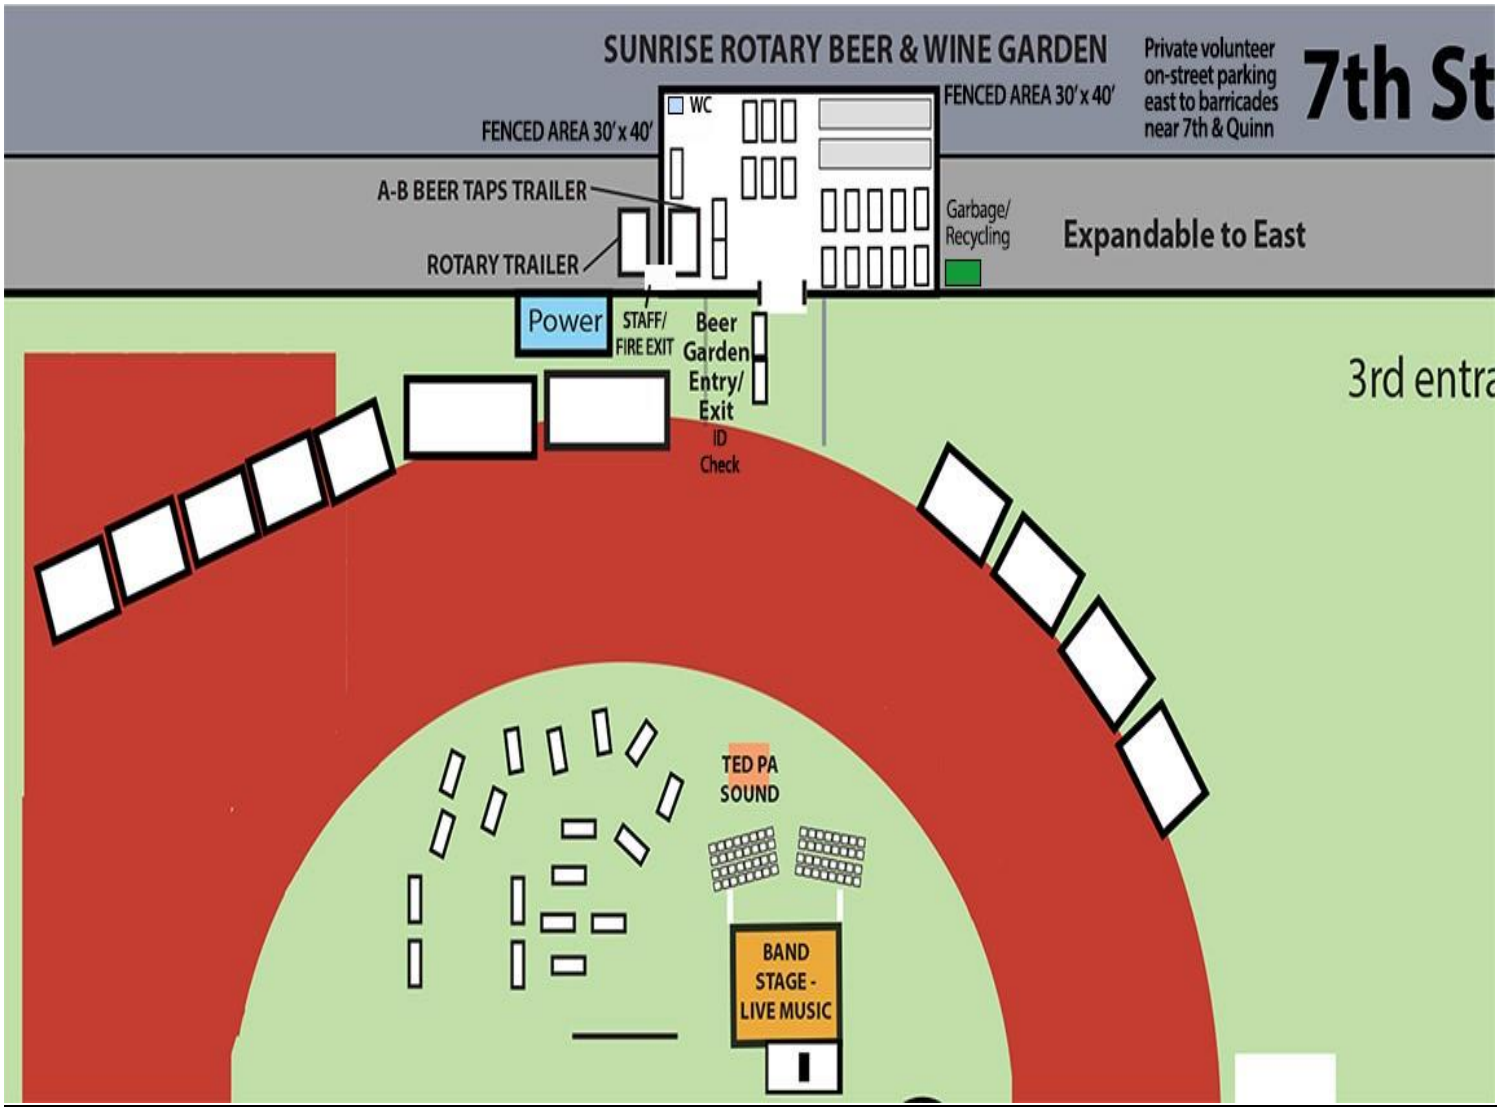 SUNRISE ROTARY BEER & WINE GARDEN
Private volunteer
on-street parking
east to barricades
near 7th & Quinn
7th St
WC
FENCED AREA 30' x 40'
FENCED AREA 30' x 40'
A-B BEER TAPS TRAILER
ROTARY TRAILER
Garbage/
Recycling
Expandable to East
Power
STAFF/
FIRE EXIT
Beer
Garden
Entry/
Exit
ID
Check
3rd entra
TED PA
SOUND
BAND
STAGE -
LIVE MUSIC